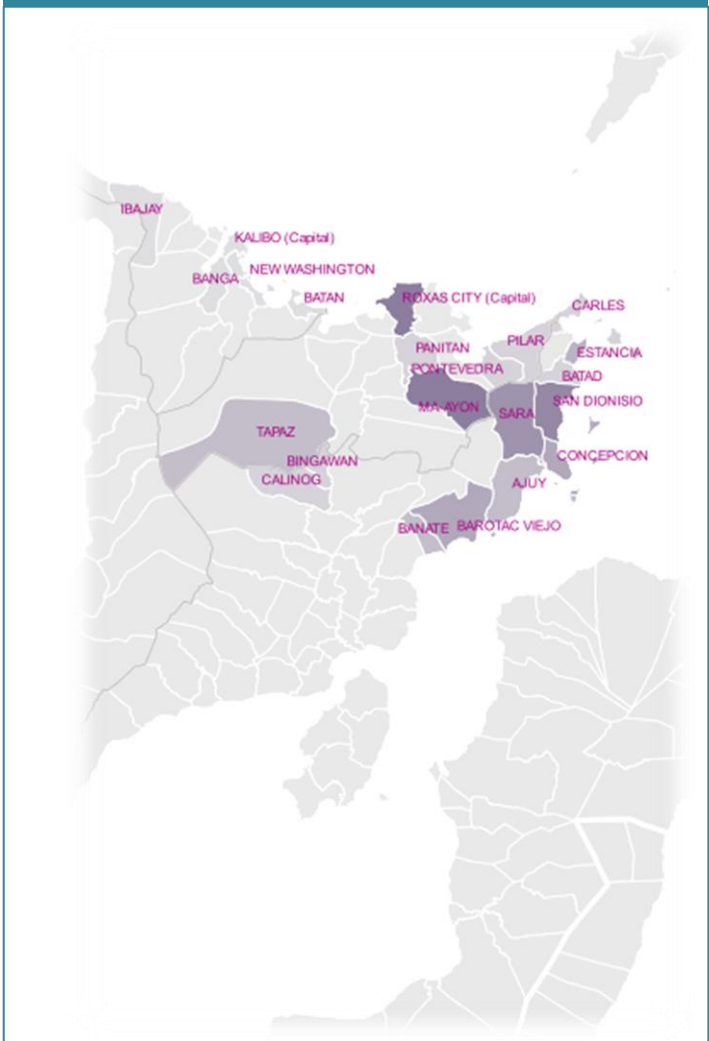 IBAJAY
KALIBO (Capital)
BANGA
NEW WASHINGTON
BATAN
ROXAS CITY (Capital)
CARLES
PANITAN
PILAR
ESTANCIA
PONTEVEDRA
BATAD
MA-AYON
SARA
SAN DIONISIO
TAPAZ
BINGAWAN
CALINOG
CONCEPCION
AJUY
BANATE
BAROTAC VIEJO